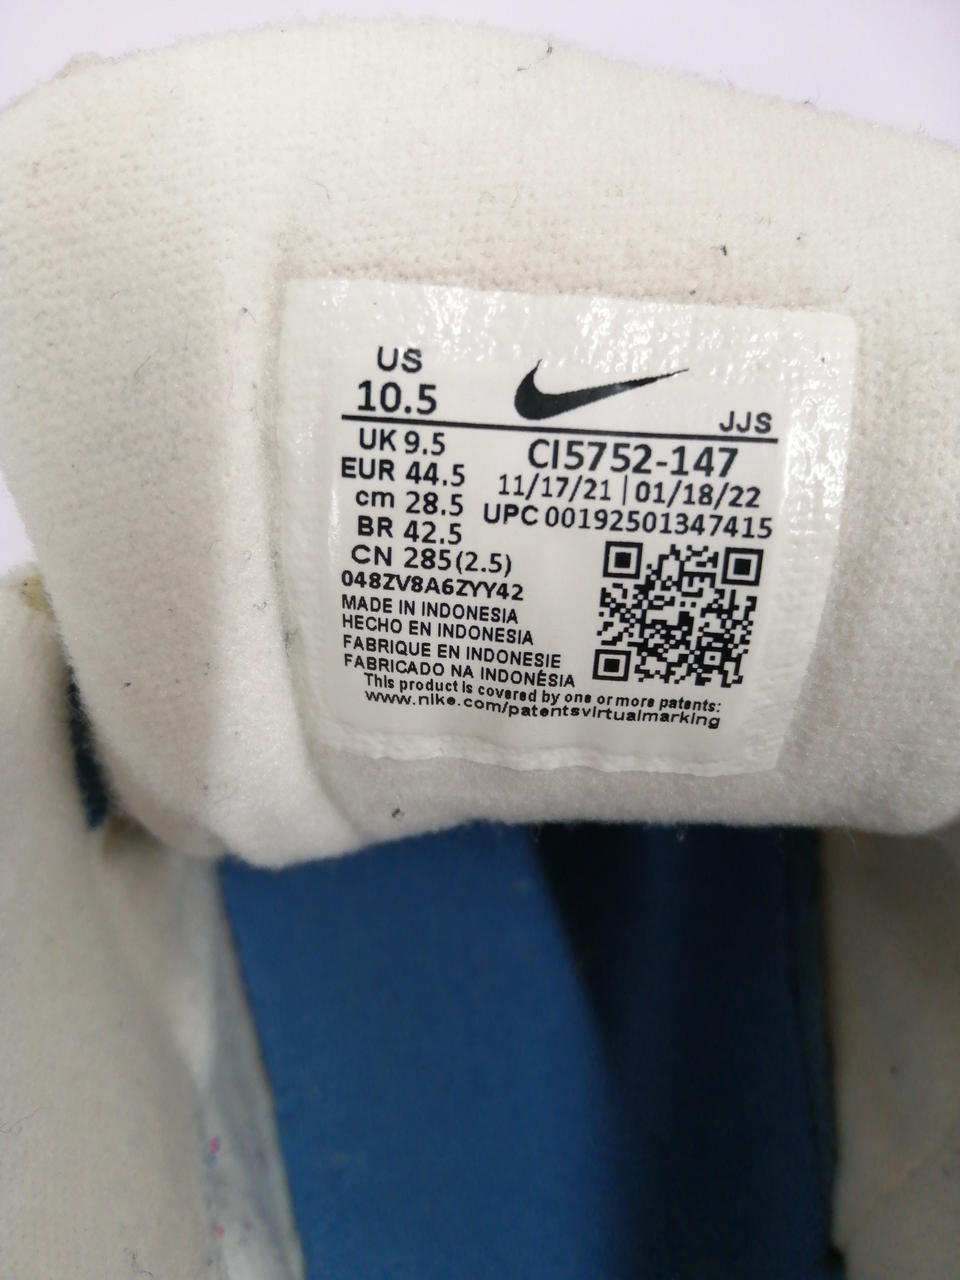 US
10.5
JJS
UK 9.5
EUR 44.5
cm 28.5
BR 42.5
CN 285(2.5)
CI5752-147
11/17/21 | 01/18/22
UPC 00192501347415
048ZV8A6ZYY42
MADE IN INDONESIA
HECHO EN INDONESIA
FABRIQUE EN INDONESIE
FABRICADO NA INDONÉSIA
This product is covered by one or more patents:
www.nike.com/patentsvirtualmarking